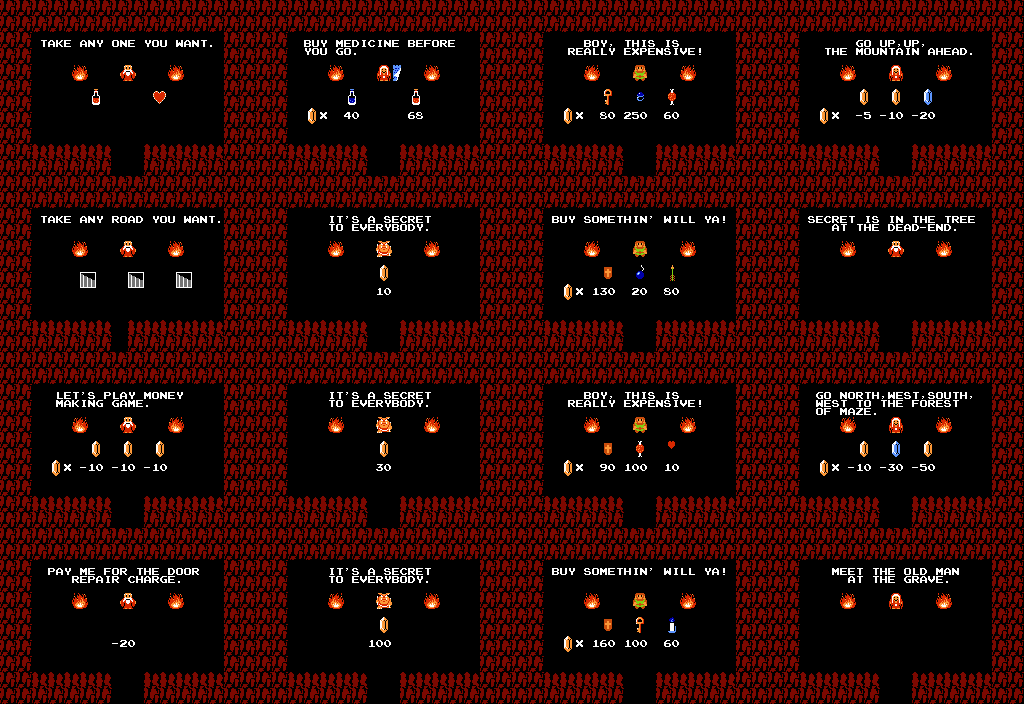 TAKE ANY ONE YOU WANT.
BUY MEDICINE BEFORE
YOU GO.
X 40 68
BOY, THIS IS
REALLY EXPENSIVE!
X 80 250 60
GO UP,UP,
THE MOUNTAIN AHEAD.
X -5 -10 -20
TAKE ANY ROAD YOU WANT.
IT'S A SECRET
TO EVERYBODY.
10
BUY SOMETHIN' WILL YA!
X 130 20 80
SECRET IS IN THE TREE
AT THE DEAD-END.
LET'S PLAY MONEY
MAKING GAME.
X -10 -10 -10
IT'S A SECRET
TO EVERYBODY.
30
BOY, THIS IS
REALLY EXPENSIVE!
X 90 100 10
GO NORTH,WEST,SOUTH,
WEST TO THE FOREST
OF MAZE.
X -10 -30 -50
PAY ME FOR THE DOOR
REPAIR CHARGE.
-20
IT'S A SECRET
TO EVERYBODY.
100
BUY SOMETHIN' WILL YA!
X 160 100 60
MEET THE OLD MAN
AT THE GRAVE.